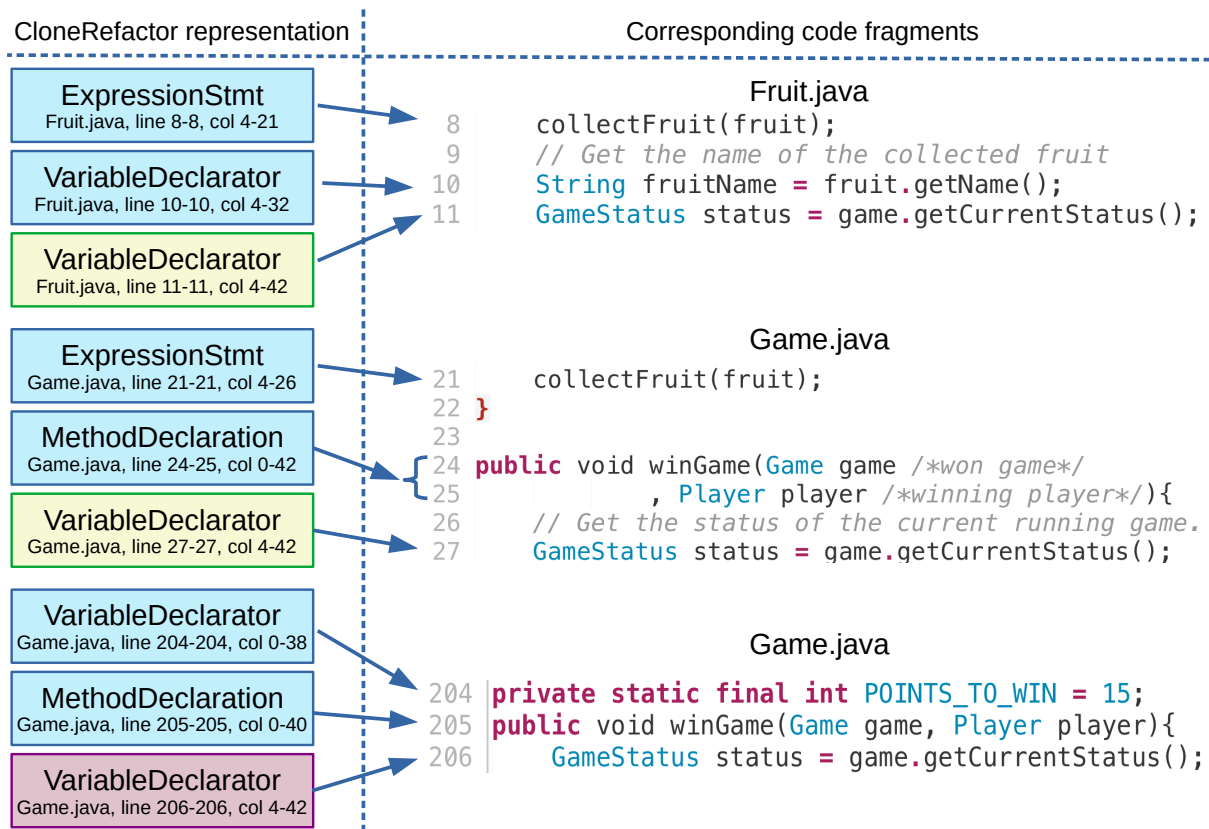 CloneRefactor representation
Corresponding code fragments
ExpressionStmt
Fruit.java, line 8-8, col 4-21
VariableDeclarator
Fruit.java, line 10-10, col 4-32
VariableDeclarator
Fruit.java, line 11-11, col 4-42
Fruit.java
8 collectFruit(fruit);
9 // Get the name of the collected fruit
10 String fruitName = fruit.getName();
11 GameStatus status = game.getCurrentStatus();
ExpressionStmt
Game.java, line 21-21, col 4-26
MethodDeclaration
Game.java, line 24-25, col 0-42
VariableDeclarator
Game.java, line 27-27, col 4-42
Game.java
21 collectFruit(fruit);
22 }
23
24 public void winGame(Game game /*won game*/
25 , Player player /*winning player*/){
26 // Get the status of the current running game.
27 GameStatus status = game.getCurrentStatus();
VariableDeclarator
Game.java, line 204-204, col 0-38
MethodDeclaration
Game.java, line 205-205, col 0-40
VariableDeclarator
Game.java, line 206-206, col 4-42
Game.java
204 private static final int POINTS_TO_WIN = 15;
205 public void winGame(Game game, Player player){
206 GameStatus status = game.getCurrentStatus();